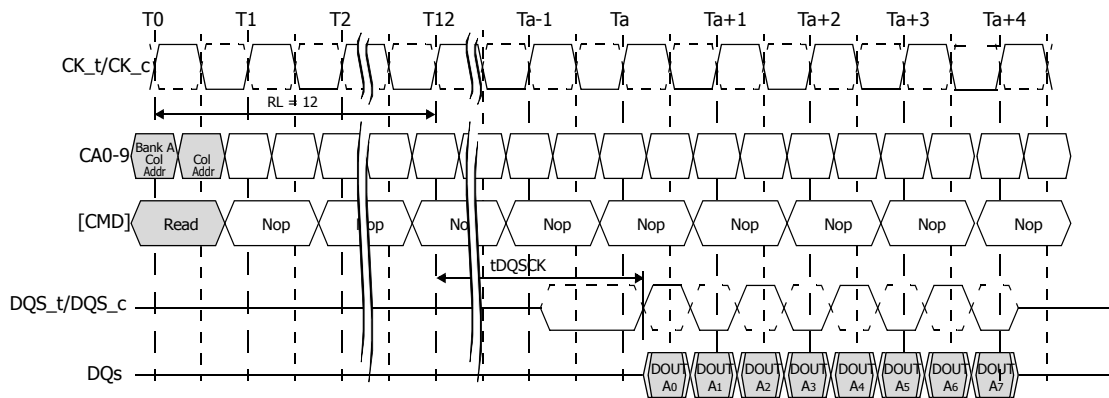 T0 T1 T2 T12 Ta-1 Ta Ta+1 Ta+2 Ta+3 Ta+4
CK_t/CK_c
RL = 12
CA0-9
Bank A
Col
Addr
Col
Addr
[CMD] Read Nop Nop Nop Nop Nop Nop Nop Nop Nop
tDQSCK
DQS_t/DQS_c
DQs
DOUT DOUT DOUT DOUT DOUT DOUT DOUT DOUT
A0 A1 A2 A3 A4 A5 A6 A7